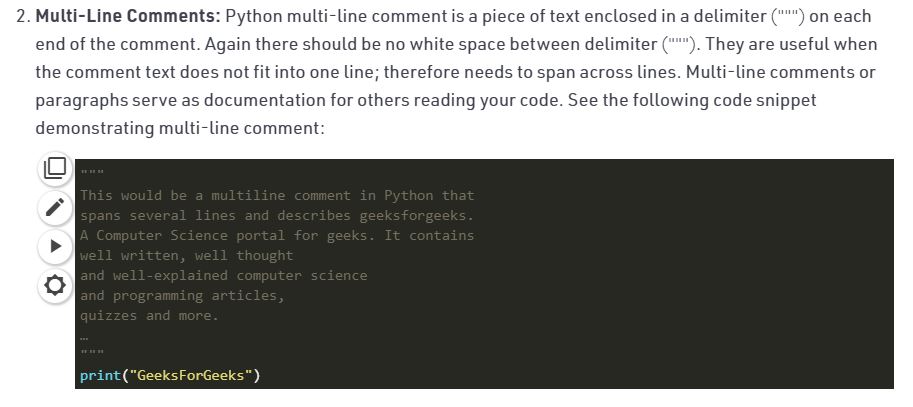 2. Multi-Line Comments: Python multi-line comment is a piece of text enclosed in a delimiter (""") on each
end of the comment. Again there should be no white space between delimiter ("""). They are useful when
the comment text does not fit into one line; therefore needs to span across lines. Multi-line comments or
paragraphs serve as documentation for others reading your code. See the following code snippet
demonstrating multi-line comment:
"""
This would be a multiline comment in Python that
spans several lines and describes geeksforgeeks.
A Computer Science portal for geeks. It contains
well written, well thought
and well-explained computer science
and programming articles,
quizzes and more.
…
"""
print("GeeksForGeeks")